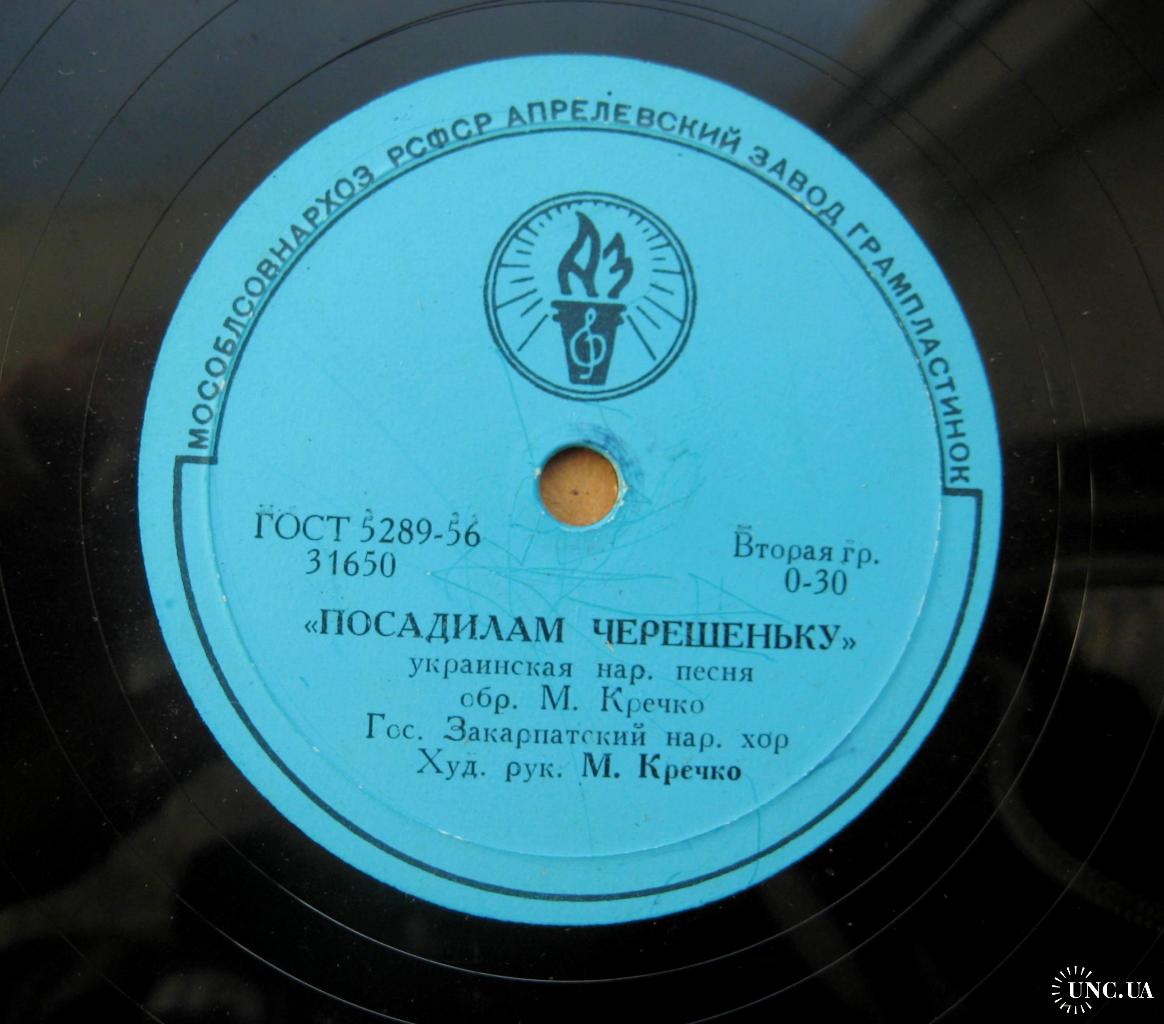 МОСОБЛСОВНАРХОЗ РСФСР АПРЕЛЕВСКИЙ ЗАВОД ГРАМПЛАСТИНОК
АЗ
ГОСТ 5289-56
31650
Вторая гр.
0-30
«ПОСАДИЛАМ ЧЕРЕШЕНЬКУ»
украинская нар. песня
обр. М. Кречко
Гос. Закарпатский нар. хор
Худ. рук. М. Кречко
UNC.UA